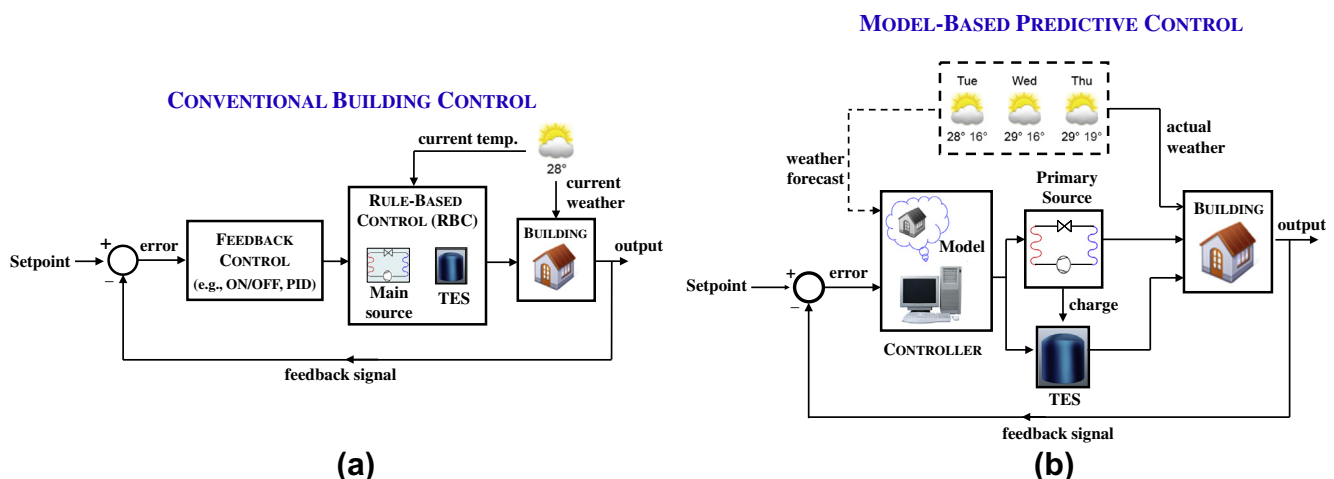 CONVENTIONAL BUILDING CONTROL
current temp.
28°
current
weather
RULE-BASED
CONTROL (RBC)
Main
source
TES
BUILDING
output
FEEDBACK
CONTROL
(e.g., ON/OFF, PID)
error
+
Setpoint
−
feedback signal
(a)
MODEL-BASED PREDICTIVE CONTROL
Tue Wed Thu
28° 16° 29° 16° 29° 19°
weather
forecast
actual
weather
Primary
Source
Model
BUILDING
output
+
error
Setpoint
−
charge
CONTROLLER
TES
feedback signal
(b)